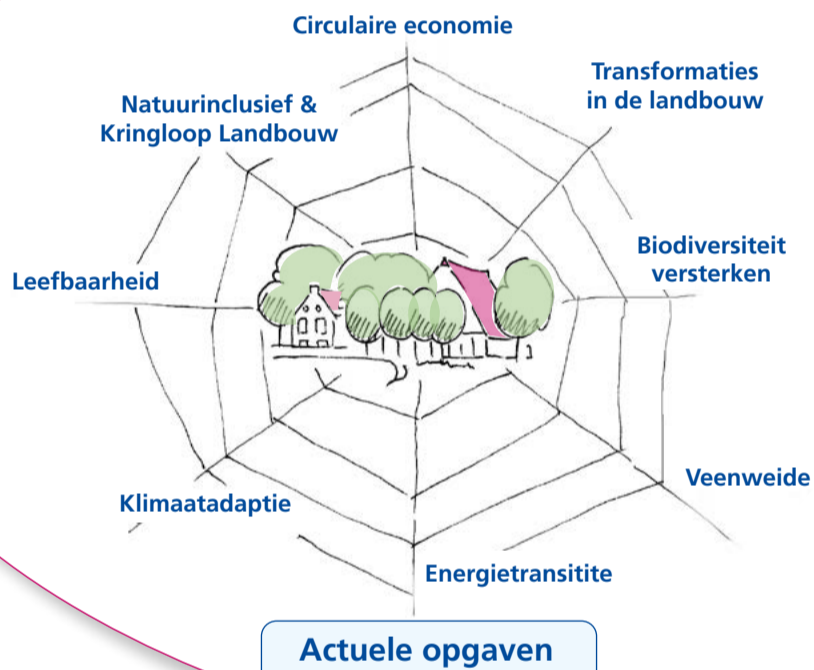 Circulaire economie
Transformaties
in de landbouw
Natuurinclusief &
Kringloop Landbouw
Biodiversiteit
versterken
Leefbaarheid
Veenweide
Klimaatadaptie
Energietransitite
Actuele opgaven